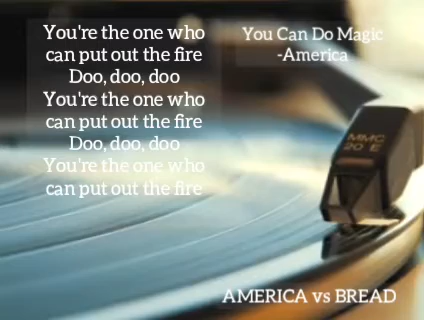 You're the one who
can put out the fire
Doo, doo, doo
You're the one who
can put out the fire
Doo, doo, doo
You're the one who
can put out the fire
You Can Do Magic
-America
MMC
20 E
AMERICA vs BREAD